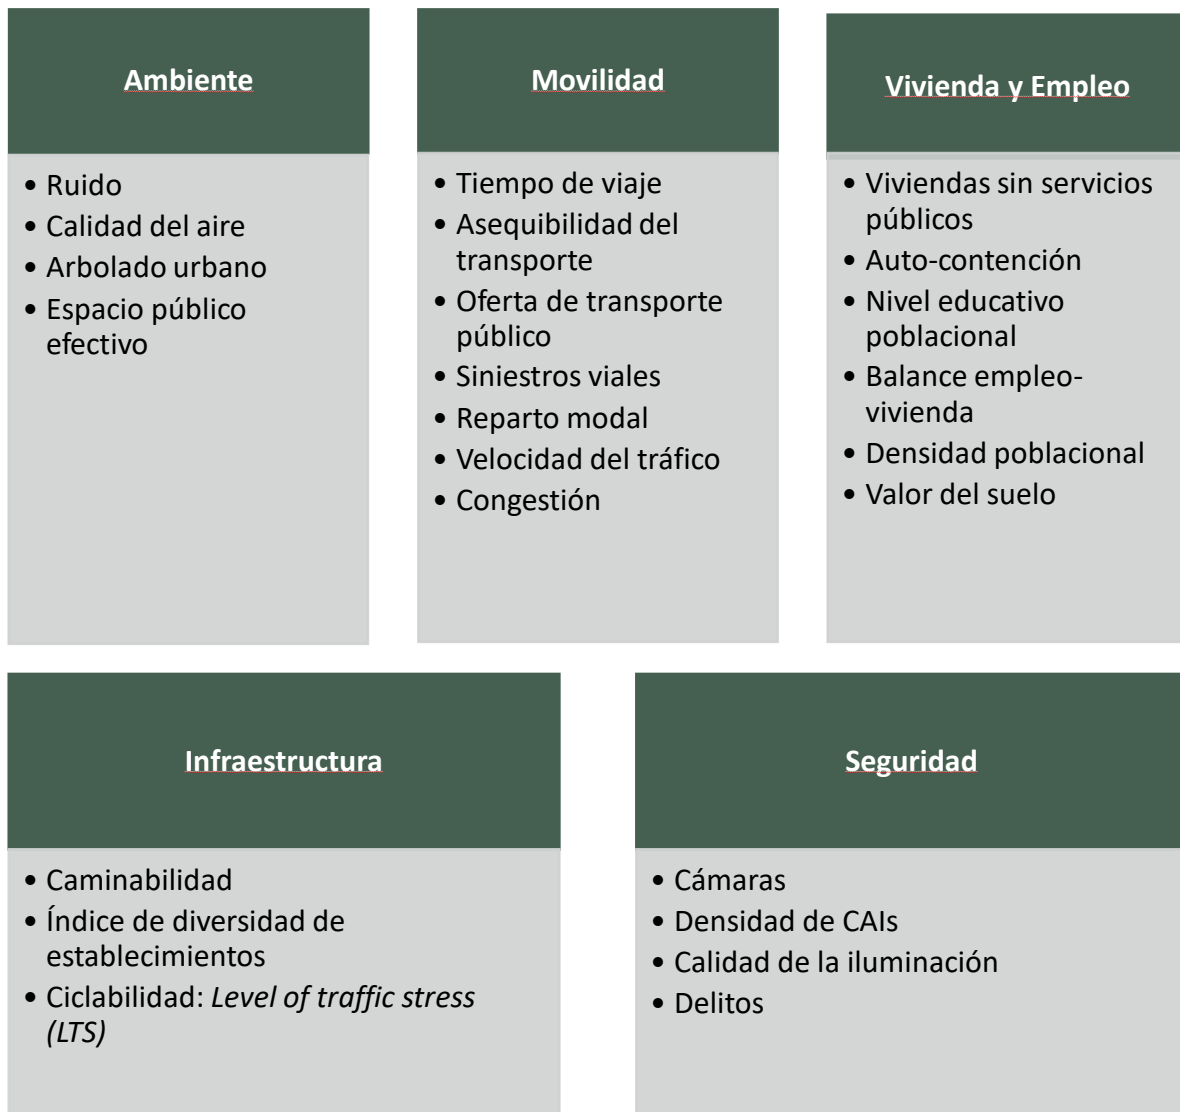 Ambiente
• Ruido
• Calidad del aire
• Arbolado urbano
• Espacio público
efectivo
Movilidad
• Tiempo de viaje
• Asequibilidad del
transporte
• Oferta de transporte
público
• Siniestros viales
• Reparto modal
• Velocidad del tráfico
• Congestión
Vivienda y Empleo
• Viviendas sin servicios
públicos
• Auto-contención
• Nivel educativo
poblacional
• Balance empleo-
vivienda
• Densidad poblacional
• Valor del suelo
Infraestructura
• Caminabilidad
• Índice de diversidad de
establecimientos
• Ciclabilidad: Level of traffic stress
(LTS)
Seguridad
• Cámaras
• Densidad de CAIs
• Calidad de la iluminación
• Delitos